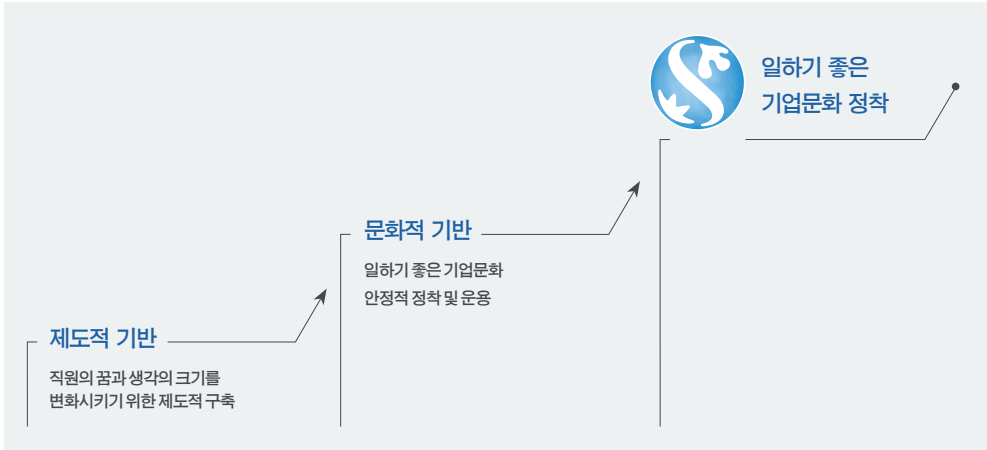 일하기 좋은
기업문화 정착
문화적 기반
일하기 좋은 기업문화
안정적 정착 및 운용
제도적 기반
직원의 꿈과 생각의 크기를
변화시키기 위한 제도적 구축